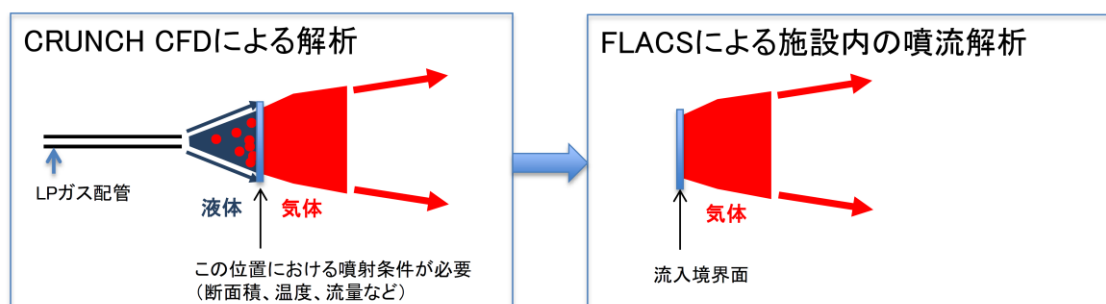 CRUNCH CFDによる解析
LPガス配管
液体
気体
この位置における噴射条件が必要
(断面積、温度、流量など)
FLACSによる施設内の噴流解析
気体
流入境界面